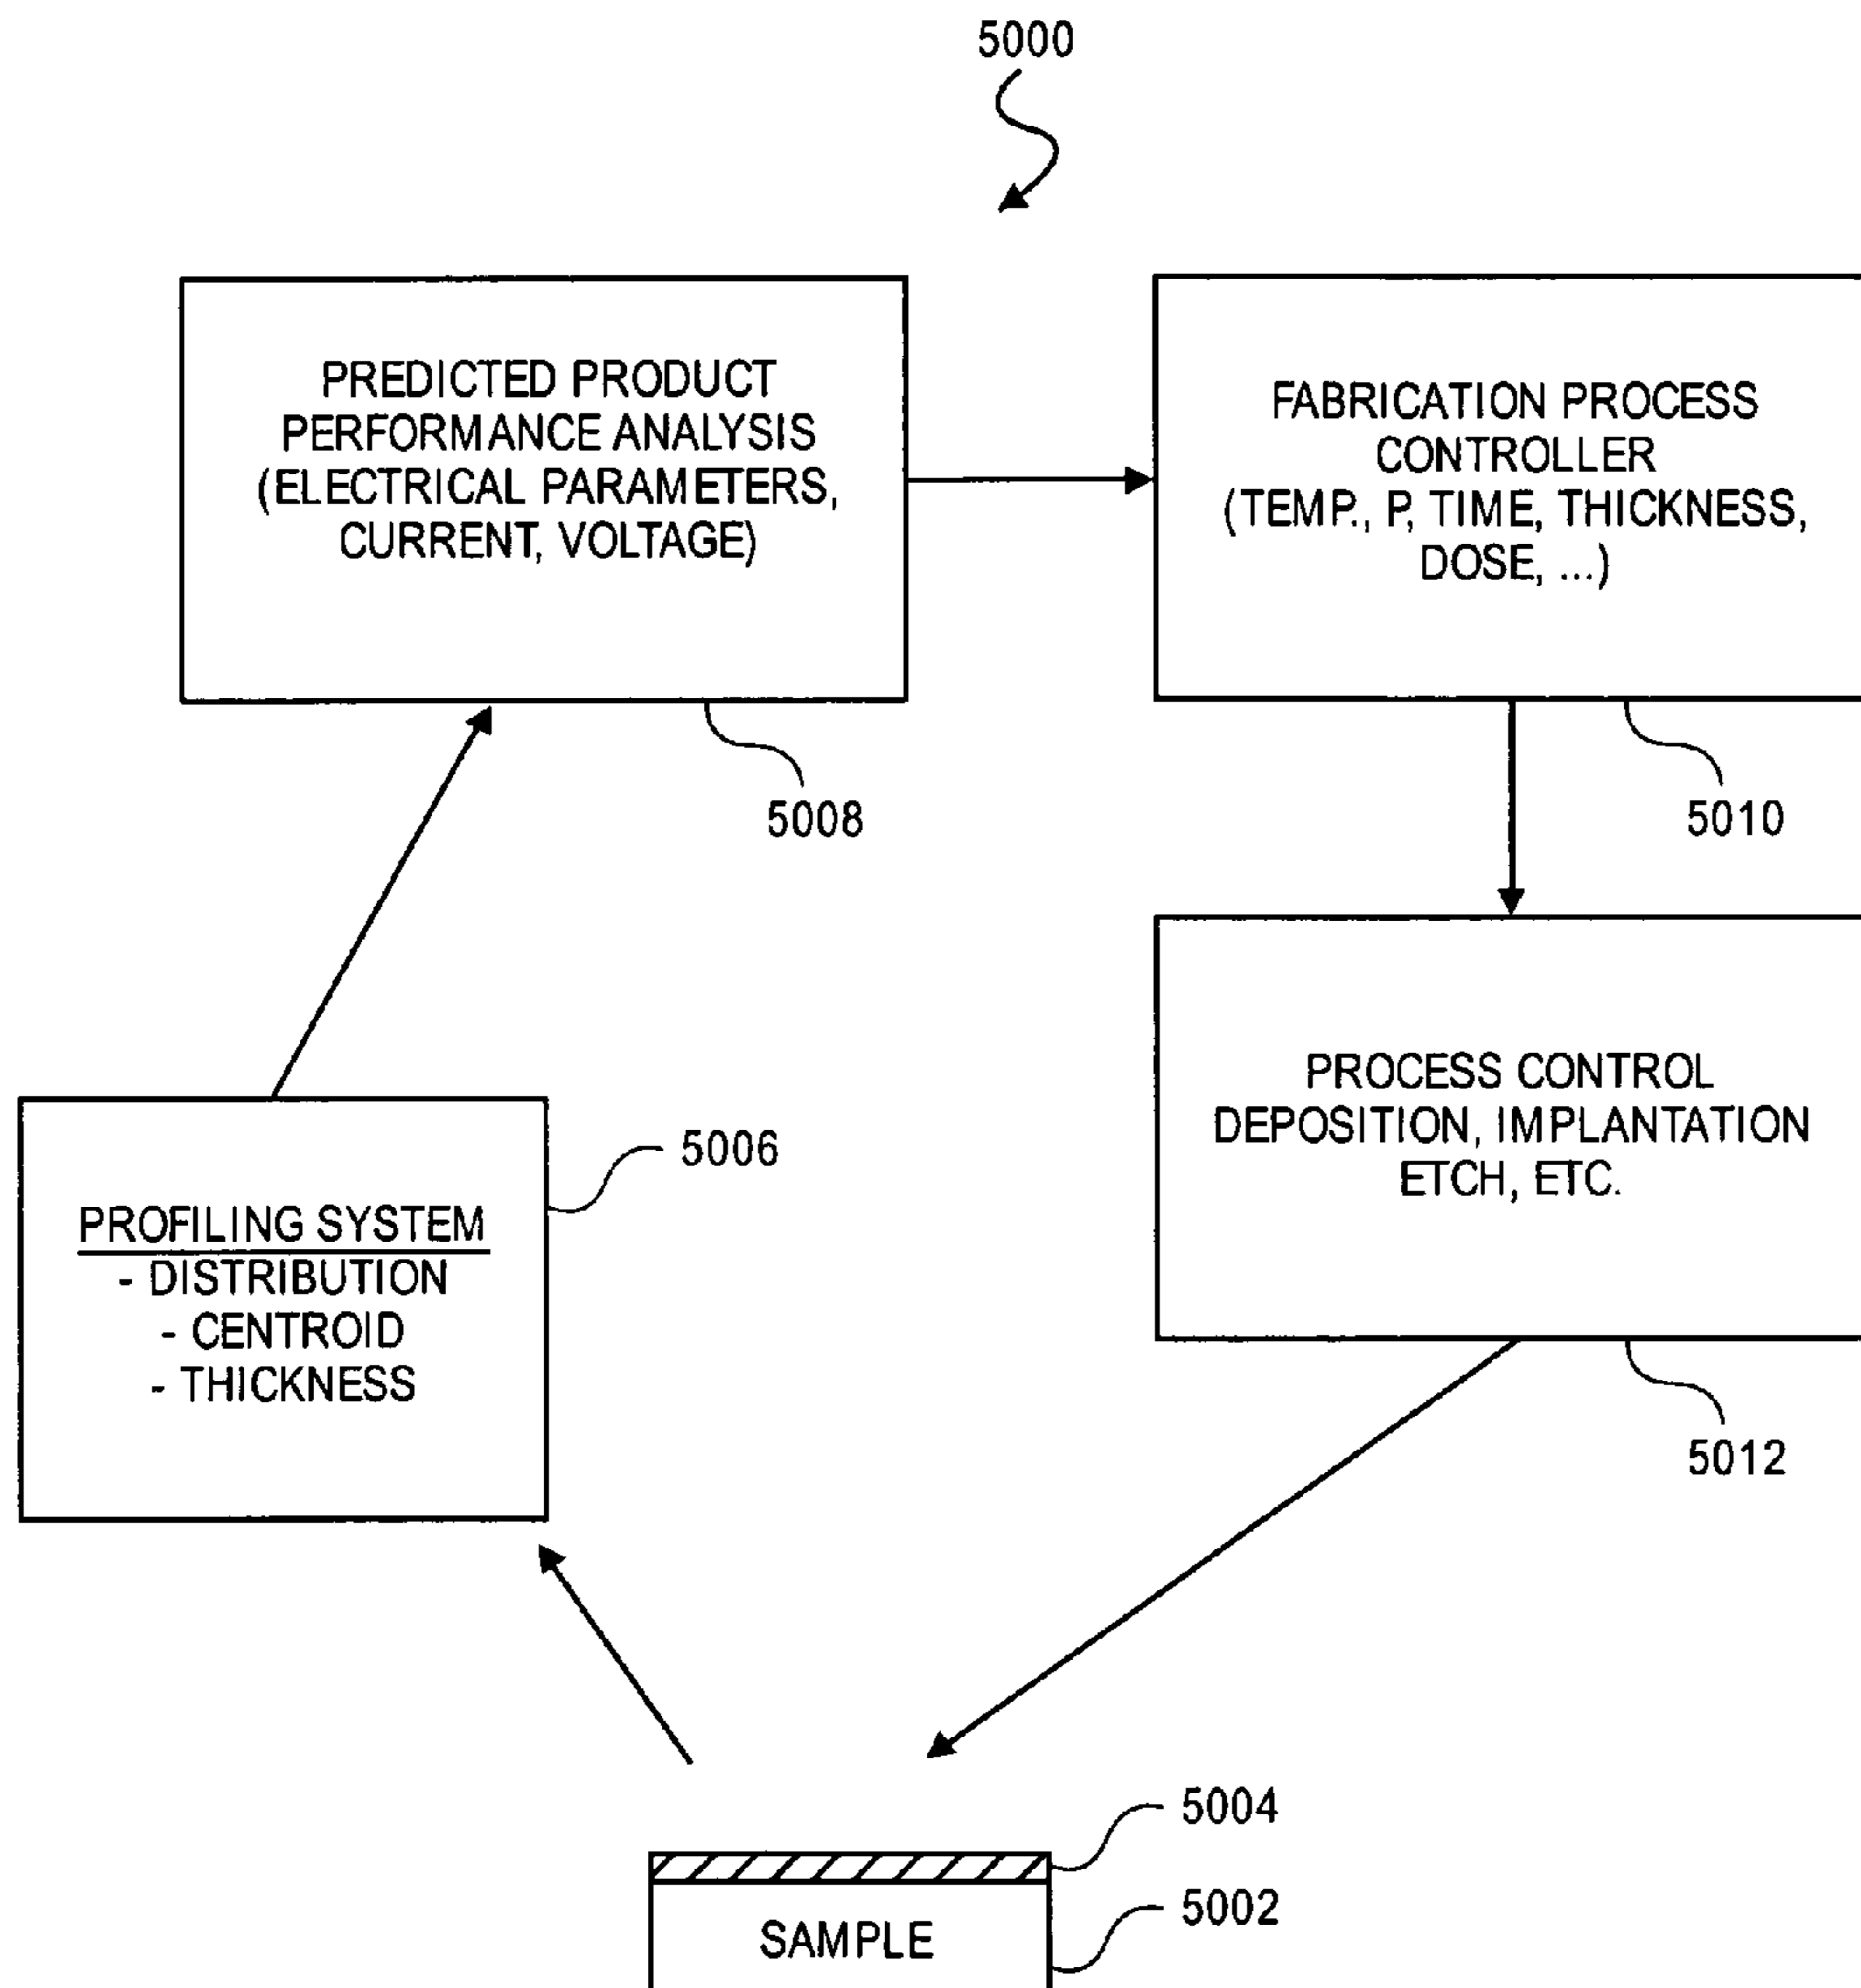 5000
PREDICTED PRODUCT
PERFORMANCE ANALYSIS
(ELECTRICAL PARAMETERS,
CURRENT, VOLTAGE)
5008
FABRICATION PROCESS
CONTROLLER
(TEMP., P, TIME, THICKNESS,
DOSE, ...)
5010
PROCESS CONTROL
DEPOSITION, IMPLANTATION
ETCH, ETC.
5012
5006
PROFILING SYSTEM
- DISTRIBUTION
- CENTROID
- THICKNESS
5004
5002
SAMPLE